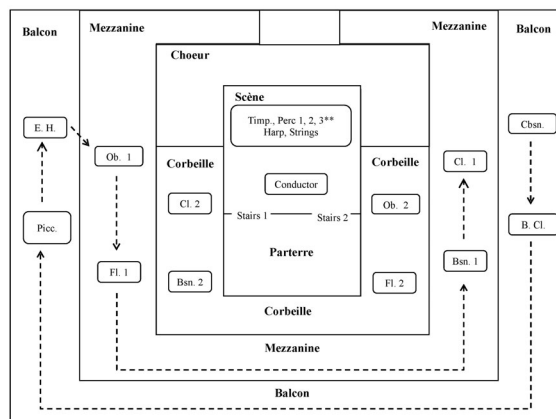 Balcon
Mezzanine
Mezzanine
Balcon
Choeur
Scène
Timp., Perc 1, 2, 3**
Harp, Strings
E. H.
Cbsn.
Ob. 1
Corbeille
Corbeille
Cl. 1
Conductor
Cl. 2
Ob. 2
Stairs 1
Stairs 2
Picc.
B. Cl.
Parterre
Fl. 1
Bsn. 2
Fl. 2
Bsn. 1
Corbeille
Mezzanine
Balcon